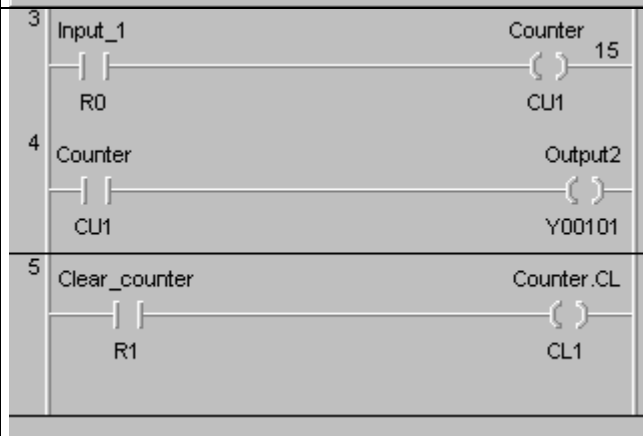 3
Input_1 Counter
15
R0 CU1
4
Counter Output2
CU1 Y00101
5
Clear_counter Counter.CL
R1 CL1